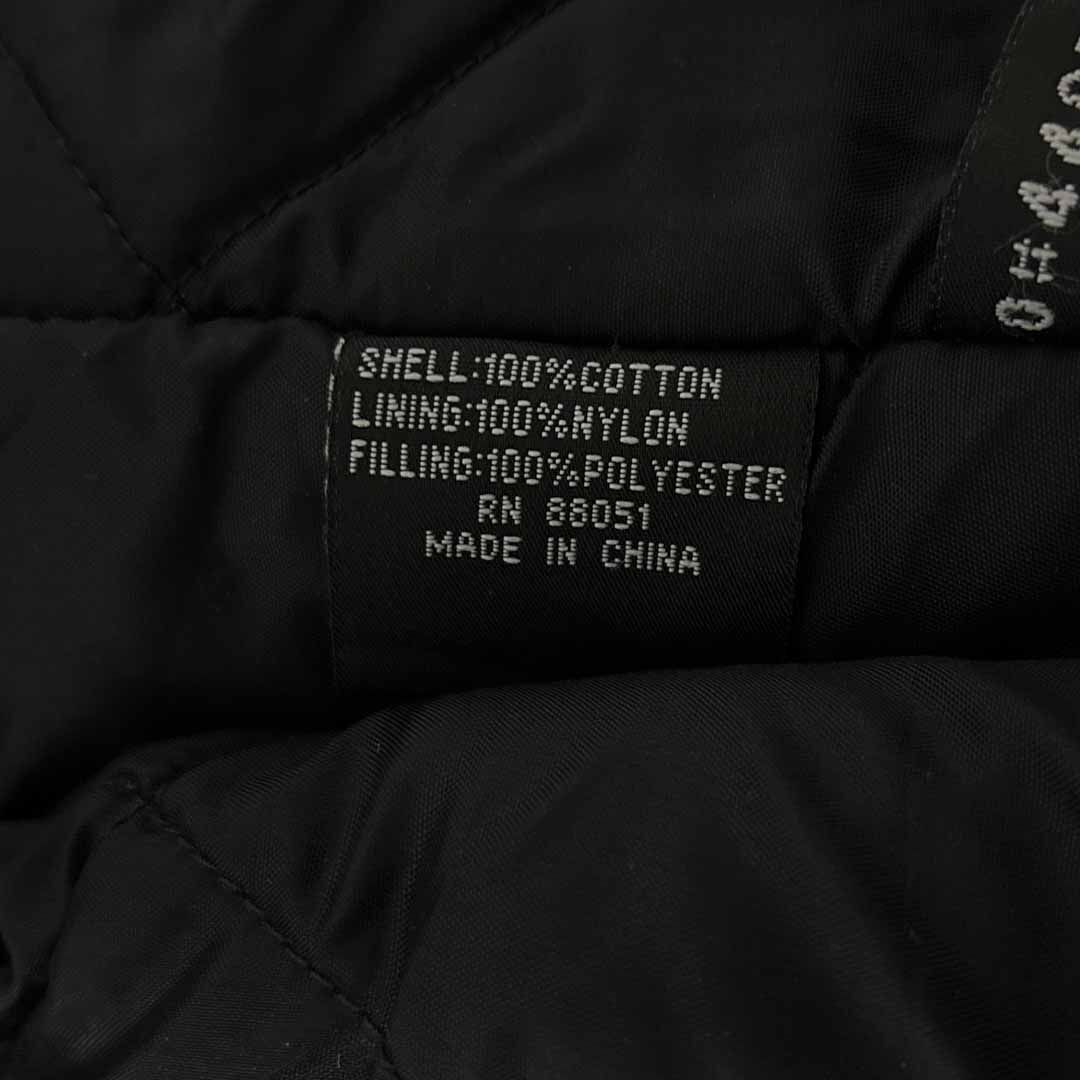 SHELL:100%COTTON
LINING:100%NYLON
FILLING:100%POLYESTER
RN 88051
MADE IN CHINA